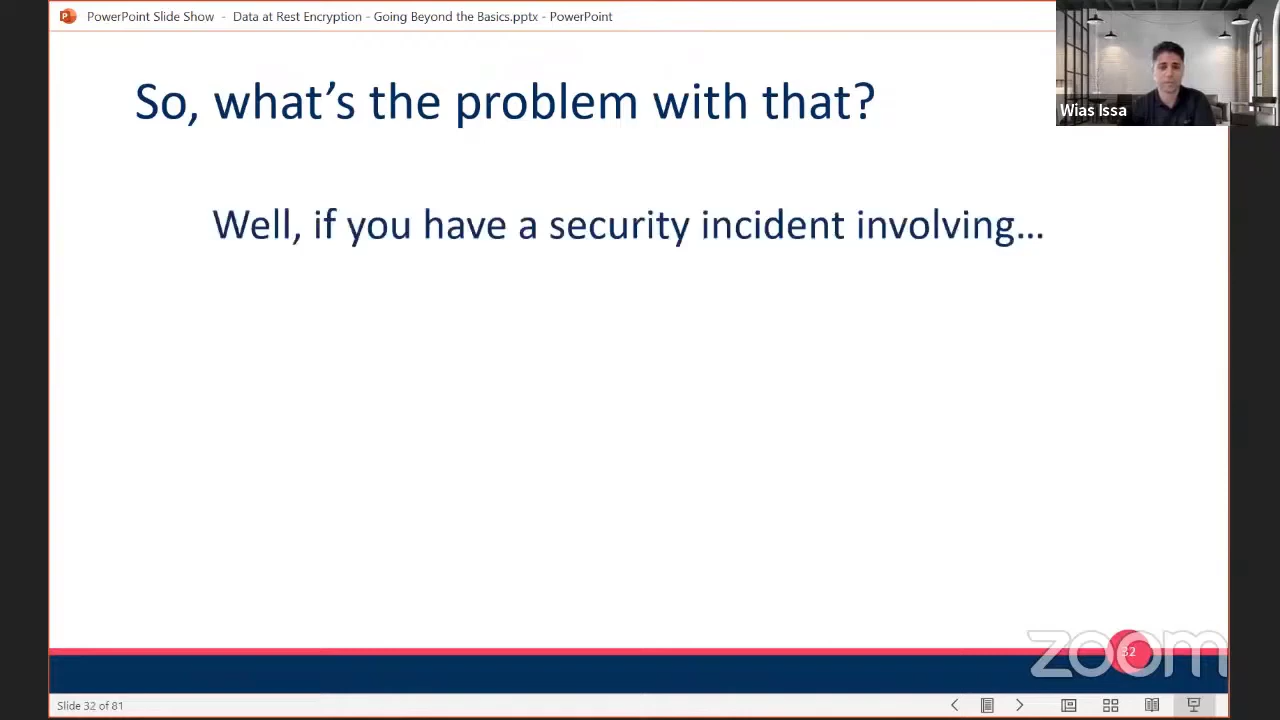 PowerPoint Slide Show - Data at Rest Encryption - Going Beyond the Basics.pptx - PowerPoint
So, what's the problem with that?
Wias Issa
Well, if you have a security incident involving...
32
zoom
Slide 32 of 81